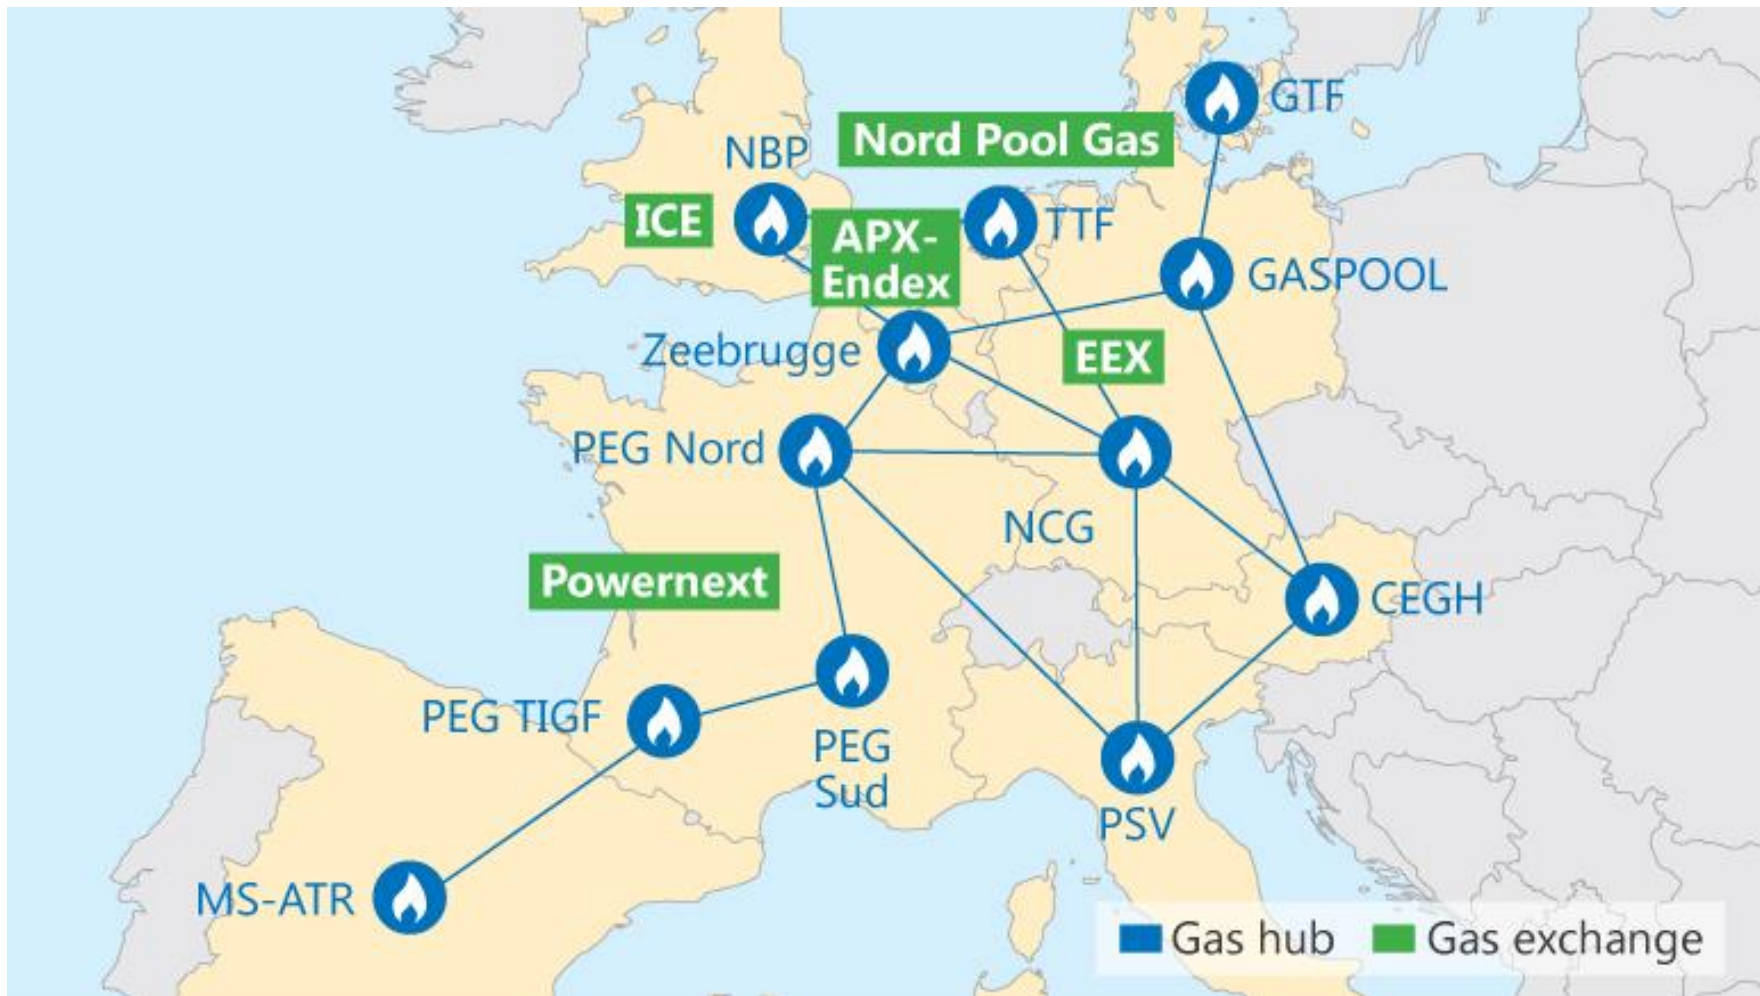 GTF
Nord Pool Gas
NBP
ICE
APX-
Endex
TTF
GASPOOL
Zeebrugge
EEX
PEG Nord
NCG
Powernext
CEGH
PEG TIGF
PEG
Sud
PSV
MS-ATR
Gas hub
Gas exchange